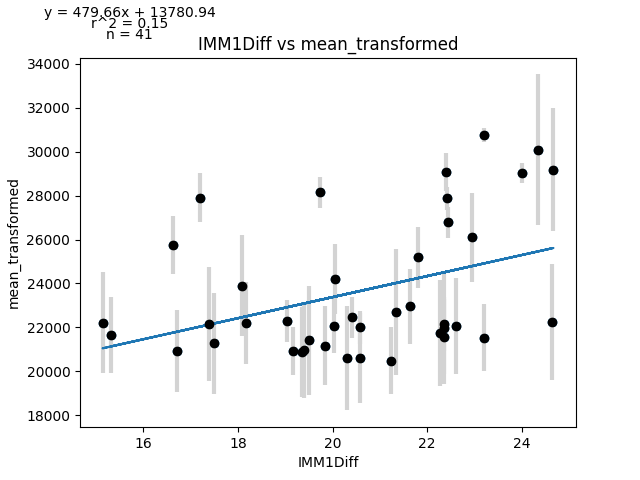 y = 479.66x + 13780.94
r^2 = 0.15
n = 41
IMM1Diff vs mean_transformed
34000
32000
30000
28000
26000
24000
22000
20000
18000
mean_transformed
16 18 20 22 24
IMM1Diff